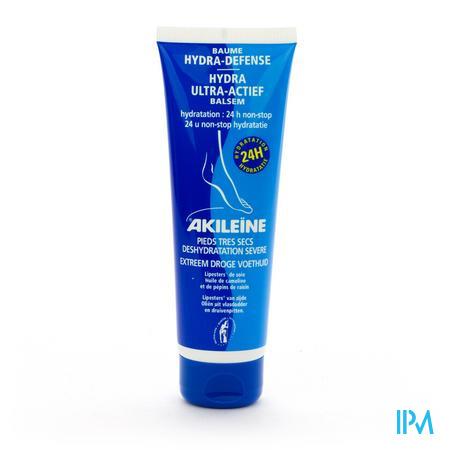 BAUME
HYDRA-DEFENSE
HYDRA
ULTRA-ACTIEF
BALSEM
hydratation : 24 h non-stop
24 u non-stop hydratatie
HYDRATATION
24H
HYDRATATIE
AKILEÏNE
PIEDS TRES SECS
DESHYDRATATION SEVERE
EXTREEM DROGE VOETHUID
Lipesters* de soie
Huile de cameline
et de pépins de raisin
Lipesters* van zijde
Oliën uit vlasdodder
en druivenpitten.
IPM